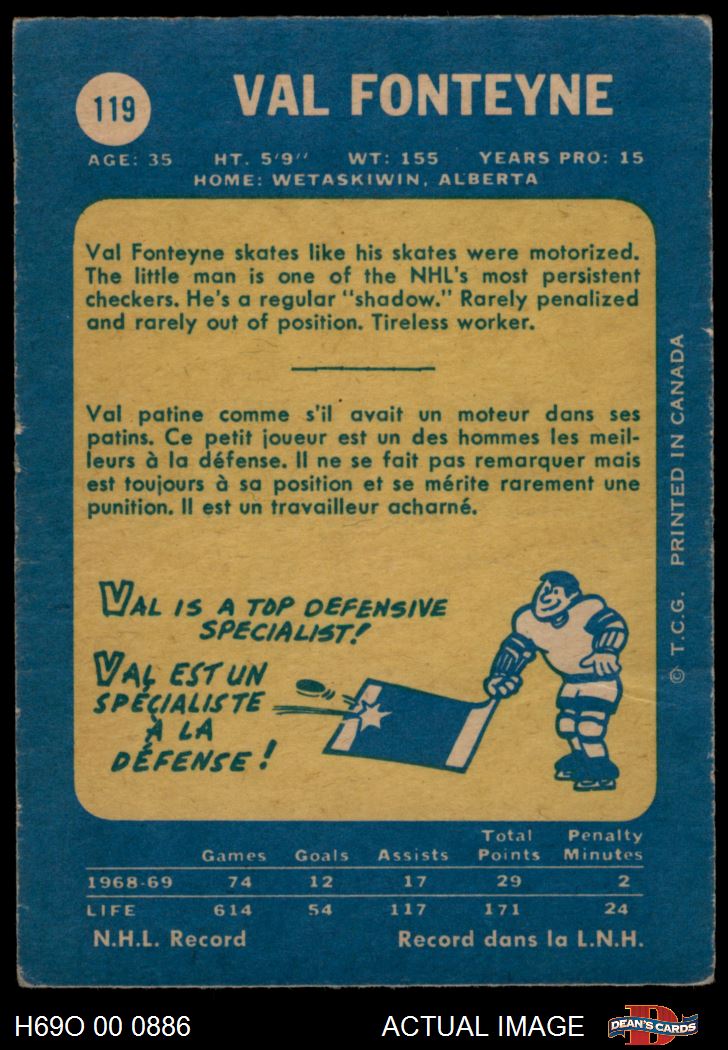 119
VAL FONTEYNE
AGE: 35 HT. 5'9" WT: 155 YEARS PRO: 15
HOME: WETASKIWIN, ALBERTA
Val Fonteyne skates like his skates were motorized.
The little man is one of the NHL's most persistent
checkers. He's a regular "shadow." Rarely penalized
and rarely out of position. Tireless worker.
Val patine comme s'il avait un moteur dans ses
patins. Ce petit joueur est un des hommes les meil-
leurs à la défense. Il ne se fait pas remarquer mais
est toujours à sa position et se mérite rarement une
punition. Il est un travailleur acharné.
VAL IS A TOP DEFENSIVE
SPECIALIST!
VAL EST UN
SPÉCIALISTE
À LA
DÉFENSE!
© T.C.G. PRINTED IN CANADA
Games Goals Assists Total Points Penalty Minutes
1968-69 74 12 17 29 2
LIFE 614 54 117 171 24
N.H.L. Record Record dans la L.N.H.
H69O 00 0886 ACTUAL IMAGE D DEAN'S CARDS